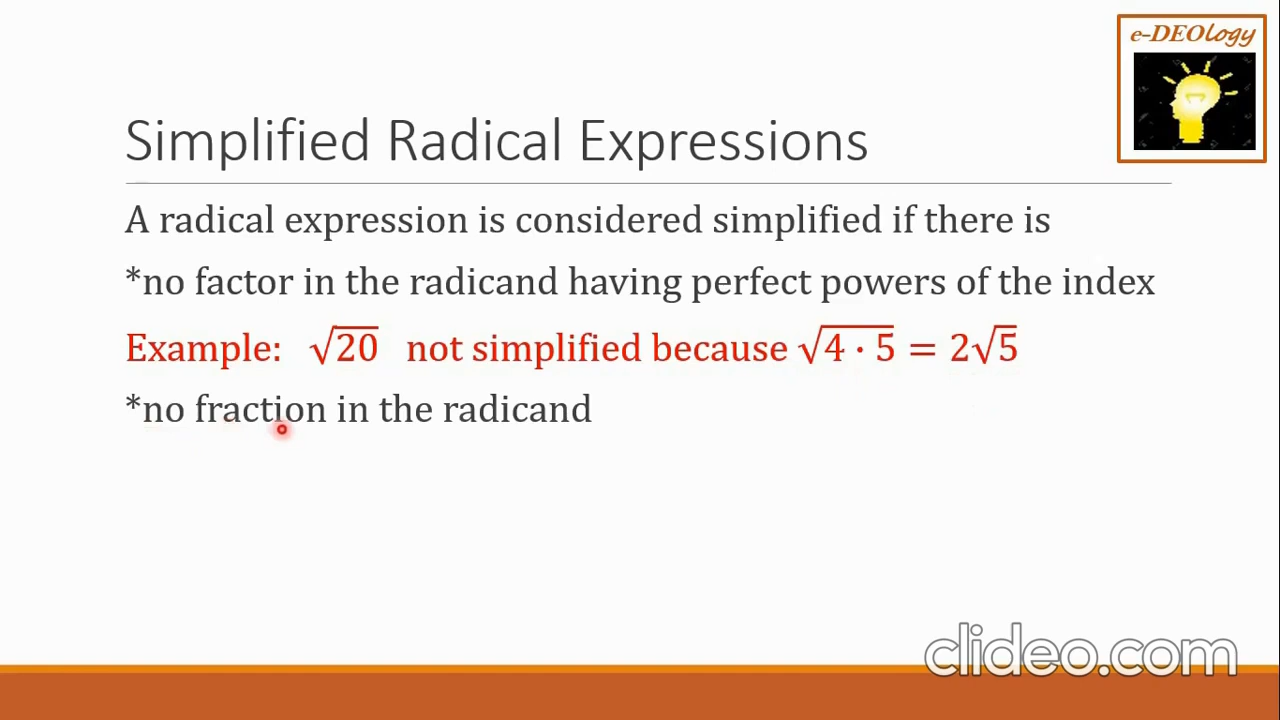 e-DEOlogy
Simplified Radical Expressions
A radical expression is considered simplified if there is
*no factor in the radicand having perfect powers of the index
Example: √20 not simplified because √4 · 5 = 2√5
*no fraction in the radicand
clideo.com